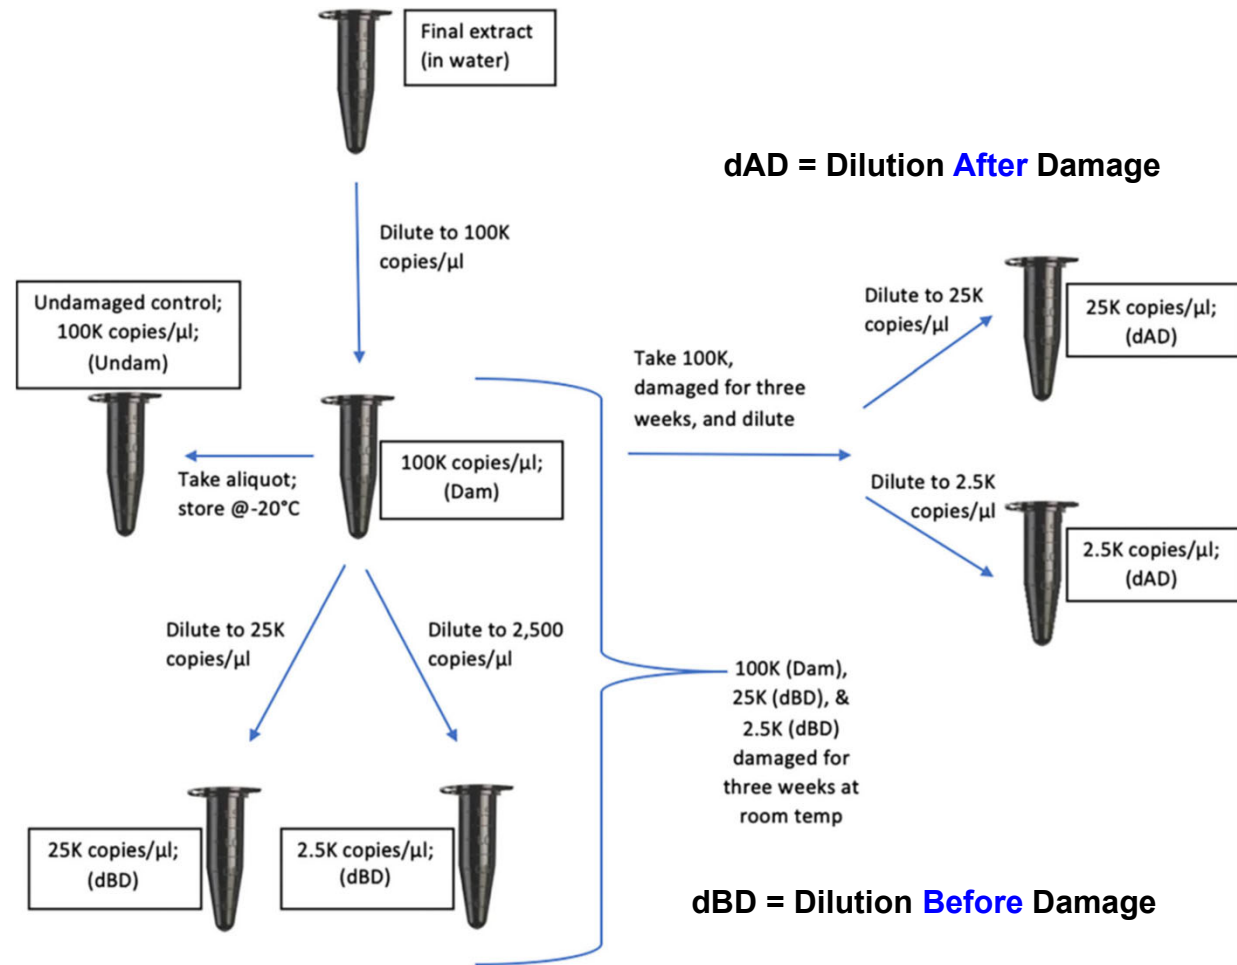 Final extract
(in water)
dAD = Dilution After Damage
Dilute to 100K
copies/µl
Undamaged control;
100K copies/µl;
(Undam)
Dilute to 25K
copies/µl
25K copies/µl;
(dAD)
Take 100K,
damaged for three
weeks, and dilute
Take aliquot;
store @-20°C
100K copies/µl;
(Dam)
Dilute to 2.5K
copies/µl
2.5K copies/µl;
(dAD)
Dilute to 25K
copies/µl
Dilute to 2,500
copies/µl
100K (Dam),
25K (dBD), &
2.5K (dBD)
damaged for
three weeks at
room temp
25K copies/µl;
(dBD)
2.5K copies/µl;
(dBD)
dBD = Dilution Before Damage